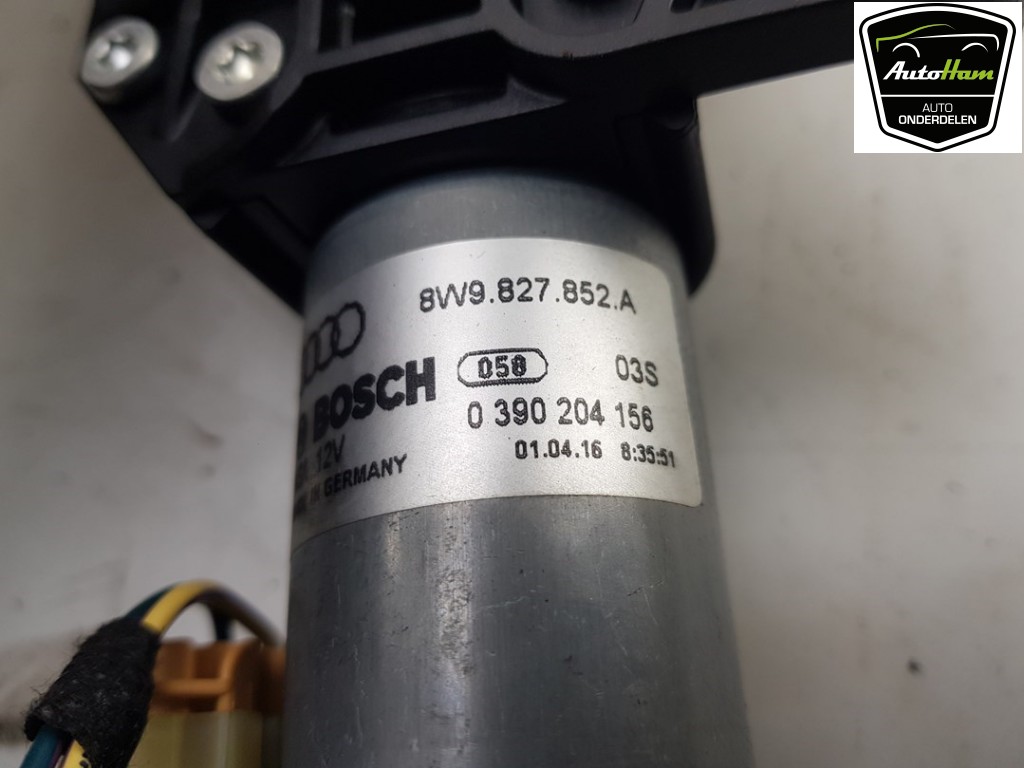 AutoHam
AUTO
ONDERDELEN
8W9.827.852.A
BOSCH
058 03S
0 390 204 156
12V
01.04.16 8:35:51
GERMANY